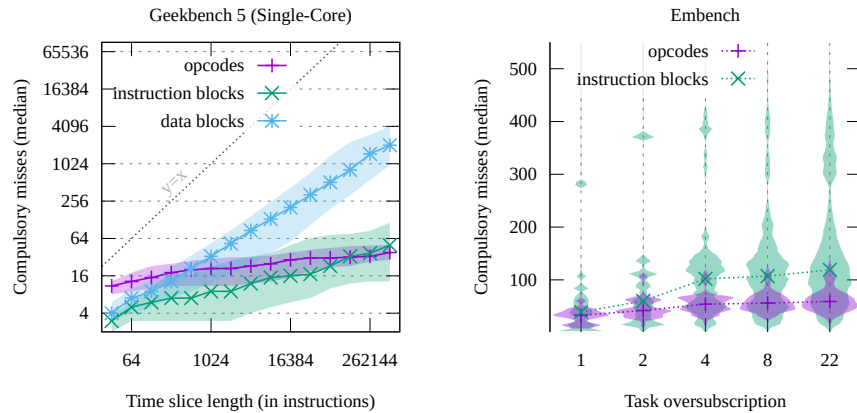 Geekbench 5 (Single-Core)
Compulsory misses (median)
65536
16384
4096
1024
256
64
16
4
opcodes
instruction blocks
data blocks
y=x
64
1024
16384
262144
Time slice length (in instructions)
Embench
Compulsory misses (median)
500
400
300
200
100
opcodes
instruction blocks
1
2
4
8
22
Task oversubscription